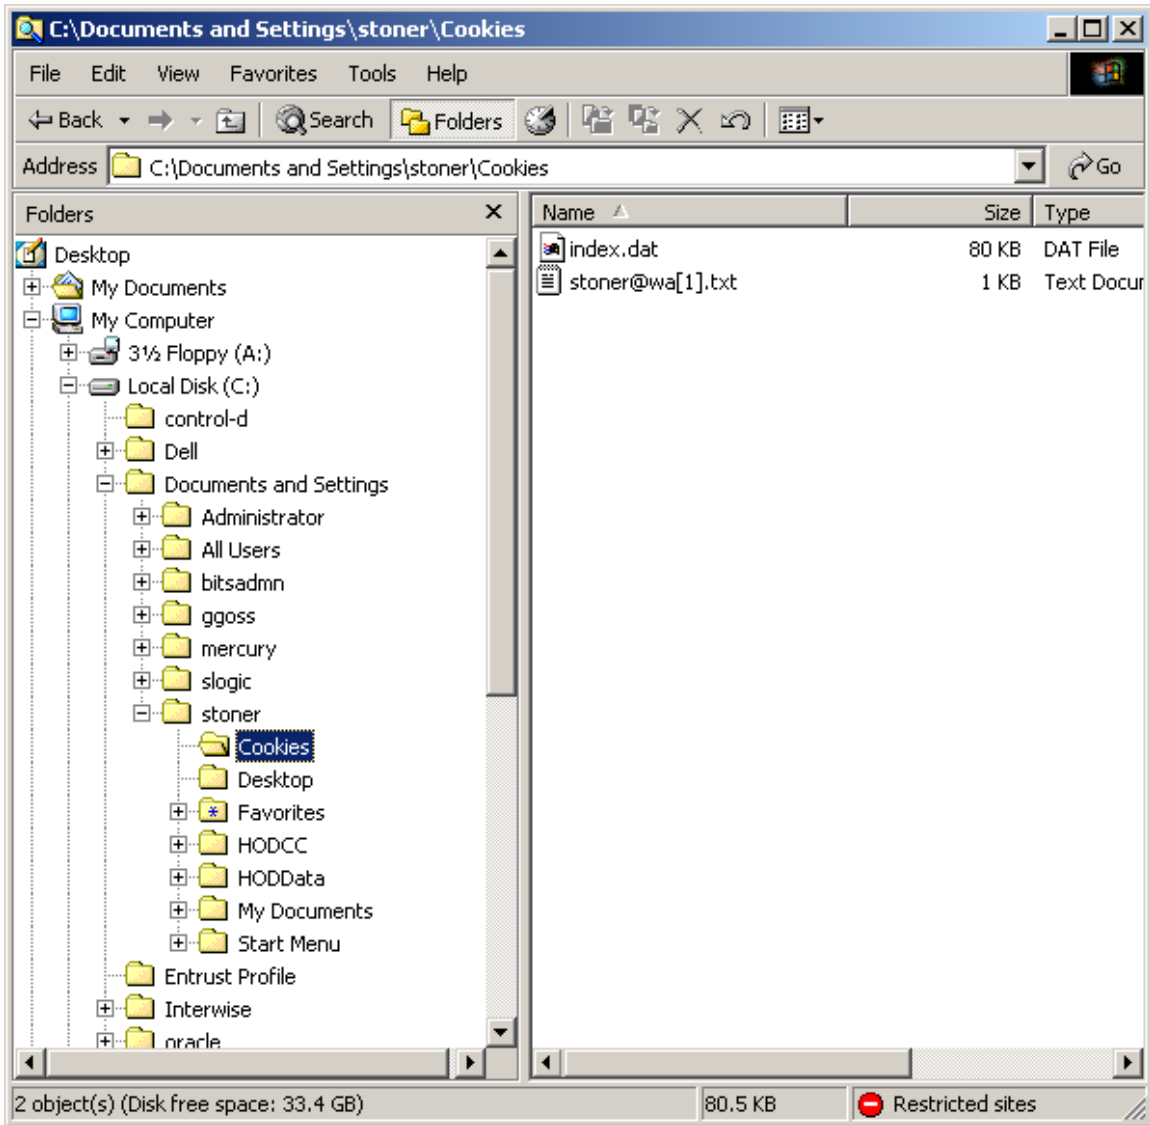 C:\Documents and Settings\stoner\Cookies
File Edit View Favorites Tools Help
Back Search Folders
Address C:\Documents and Settings\stoner\Cookies Go
Folders
Name Size Type
Desktop
index.dat 80 KB DAT File
My Documents
stoner@wa[1].txt 1 KB Text Docur
My Computer
3½ Floppy (A:)
Local Disk (C:)
control-d
Dell
Documents and Settings
Administrator
All Users
bitsadmn
ggoss
mercury
slogic
stoner
Cookies
Desktop
Favorites
HODCC
HODData
My Documents
Start Menu
Entrust Profile
Interwise
oracle
2 object(s) (Disk free space: 33.4 GB) 80.5 KB Restricted sites